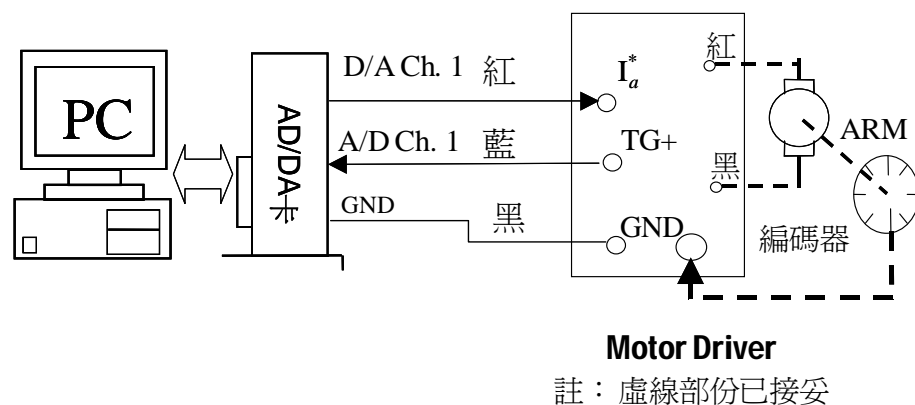 PC
AD/DA卡
D/A Ch. 1 紅
A/D Ch. 1 藍
GND
黑
I*a
TG+
GND
紅
黑
ARM
編碼器
Motor Driver
註：虛線部份已接妥